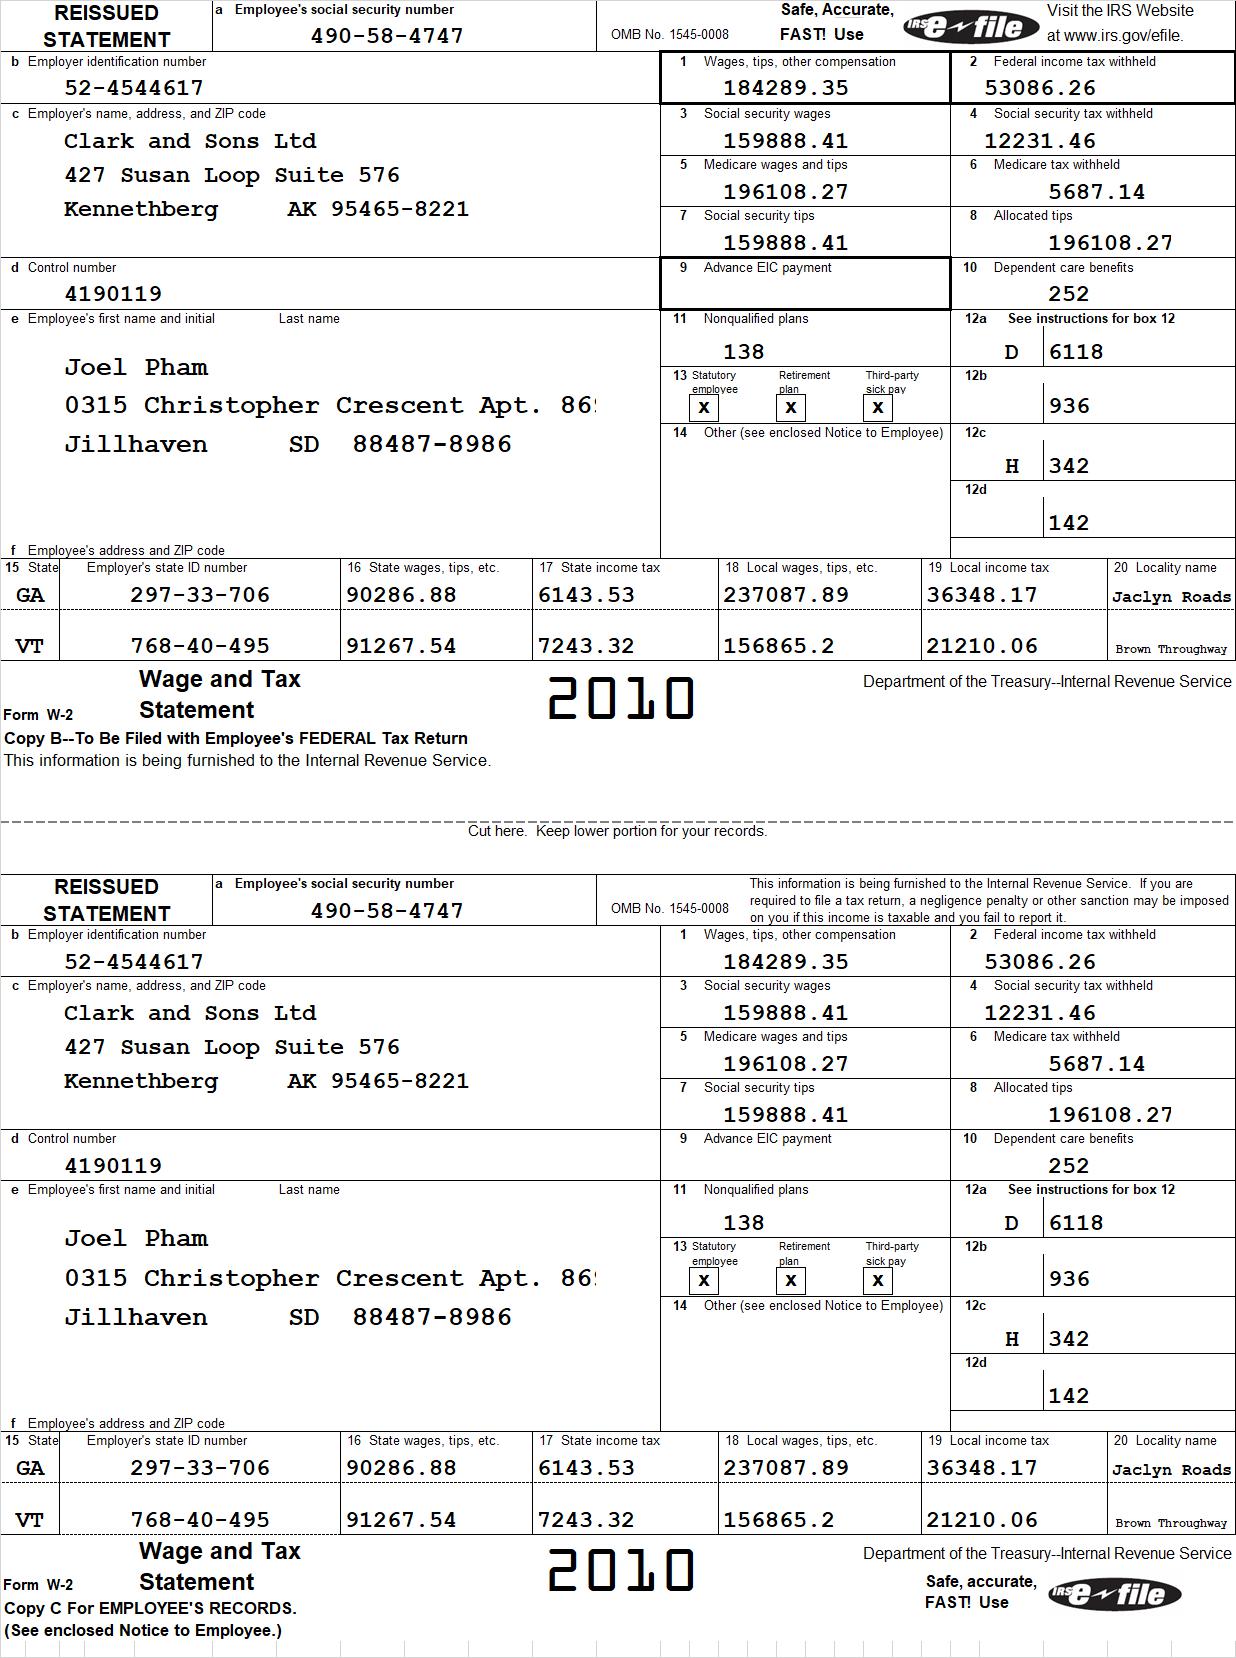 REISSUED STATEMENT
a Employee's social security number
490-58-4747
OMB No. 1545-0008
Safe, Accurate, FAST! Use
IRS e-file
Visit the IRS Website at www.irs.gov/efile.
b Employer identification number
52-4544617
1 Wages, tips, other compensation
184289.35
2 Federal income tax withheld
53086.26
c Employer's name, address, and ZIP code
Clark and Sons Ltd
427 Susan Loop Suite 576
Kennethberg AK 95465-8221
3 Social security wages
159888.41
4 Social security tax withheld
12231.46
5 Medicare wages and tips
196108.27
6 Medicare tax withheld
5687.14
7 Social security tips
159888.41
8 Allocated tips
196108.27
d Control number
4190119
9 Advance EIC payment
10 Dependent care benefits
252
e Employee's first name and initial Last name
Joel Pham
0315 Christopher Crescent Apt.
Jillhaven SD 88487-8986
f Employee's address and ZIP code
11 Nonqualified plans
138
12a See instructions for box 12
D 6118
13 Statutory employee Retirement plan Third-party sick pay
X X X
12b
936
14 Other (see enclosed Notice to Employee)
12c
H 342
12d
142
15 State Employer's state ID number 16 State wages, tips, etc. 17 State income tax 18 Local wages, tips, etc. 19 Local income tax 20 Locality name
GA 297-33-706 90286.88 6143.53 237087.89 36348.17 Jaclyn Roads
VT 768-40-495 91267.54 7243.32 156865.2 21210.06 Brown Throughway
Form W-2
Wage and Tax Statement
2010
Department of the Treasury--Internal Revenue Service
Copy B--To Be Filed with Employee's FEDERAL Tax Return
This information is being furnished to the Internal Revenue Service.
Cut here. Keep lower portion for your records.
REISSUED STATEMENT
a Employee's social security number
490-58-4747
OMB No. 1545-0008
This information is being furnished to the Internal Revenue Service. If you are
required to file a tax return, a negligence penalty or other sanction may be imposed
on you if this income is taxable and you fail to report it.
b Employer identification number
52-4544617
1 Wages, tips, other compensation
184289.35
2 Federal income tax withheld
53086.26
c Employer's name, address, and ZIP code
Clark and Sons Ltd
427 Susan Loop Suite 576
Kennethberg AK 95465-8221
3 Social security wages
159888.41
4 Social security tax withheld
12231.46
5 Medicare wages and tips
196108.27
6 Medicare tax withheld
5687.14
7 Social security tips
159888.41
8 Allocated tips
196108.27
d Control number
4190119
9 Advance EIC payment
10 Dependent care benefits
252
e Employee's first name and initial Last name
Joel Pham
0315 Christopher Crescent Apt.
Jillhaven SD 88487-8986
f Employee's address and ZIP code
11 Nonqualified plans
138
12a See instructions for box 12
D 6118
13 Statutory employee Retirement plan Third-party sick pay
X X X
12b
936
14 Other (see enclosed Notice to Employee)
12c
H 342
12d
142
15 State Employer's state ID number 16 State wages, tips, etc. 17 State income tax 18 Local wages, tips, etc. 19 Local income tax 20 Locality name
GA 297-33-706 90286.88 6143.53 237087.89 36348.17 Jaclyn Roads
VT 768-40-495 91267.54 7243.32 156865.2 21210.06 Brown Throughway
Form W-2
Wage and Tax Statement
2010
Department of the Treasury--Internal Revenue Service
Safe, accurate, FAST! Use
IRS e-file
Copy C For EMPLOYEE'S RECORDS.
(See enclosed Notice to Employee.)